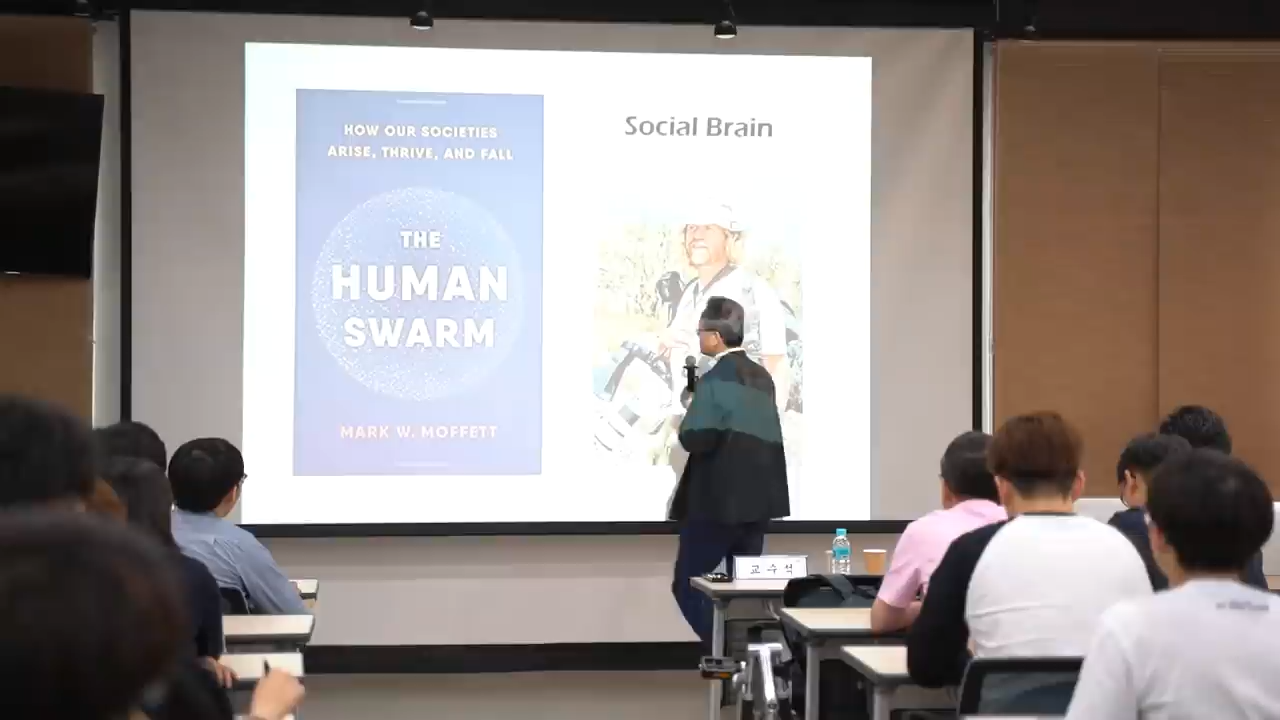 HOW OUR SOCIETIES
ARISE, THRIVE, AND FALL
THE
HUMAN
SWARM
MARK W. MOFFETT
Social Brain
교 수 석